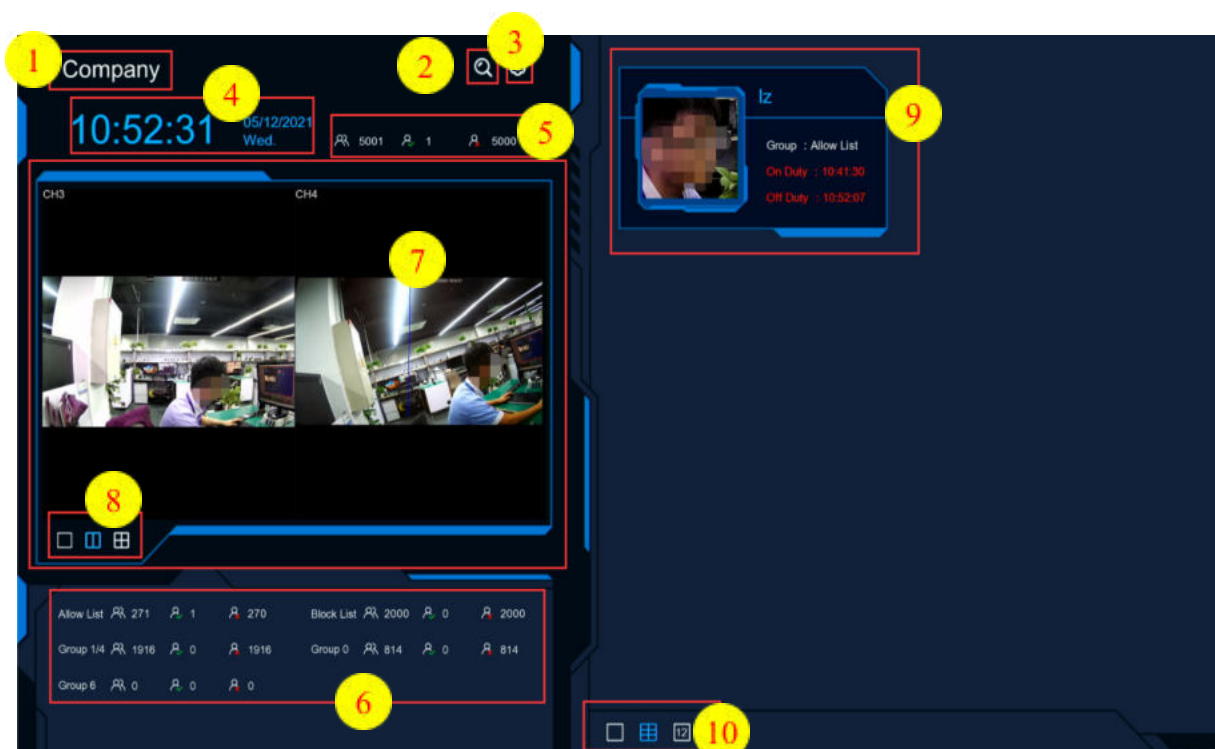 1 Company 2 3
4
10:52:31 05/12/2021
Wed.
5001 1 5000 5
CH3 CH4
7
8
Allow List 271 1 270 Block List 2000 0 2000
Group 1/4 1916 0 1916 Group 0 814 0 814
Group 6 0 0 0
6
lz
9
Group : Allow List
On Duty : 10:41:30
Off Duty : 10:52:07
12 10